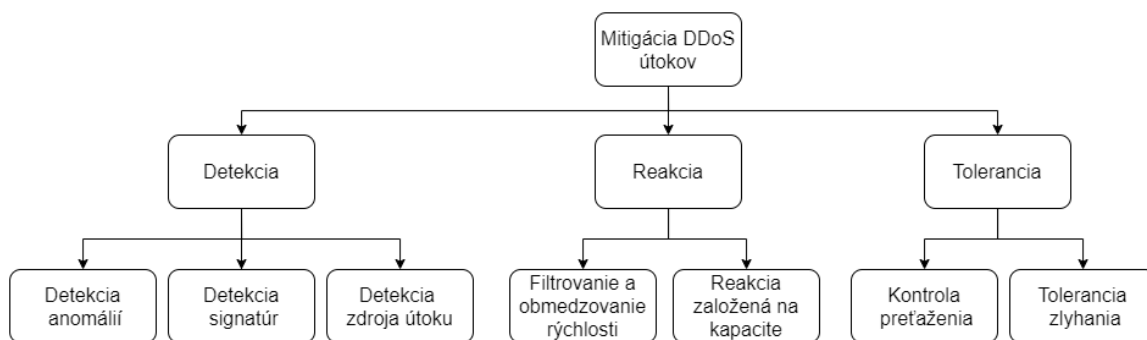 Mitigácia DDoS
útokov
Detekcia
Reakcia
Tolerancia
Detekcia
anomálií
Detekcia
signatúr
Detekcia
zdroja útoku
Filtrovanie a
obmedzovanie
rýchlosti
Reakcia
založená na
kapacite
Kontrola
preťaženia
Tolerancia
zlyhania